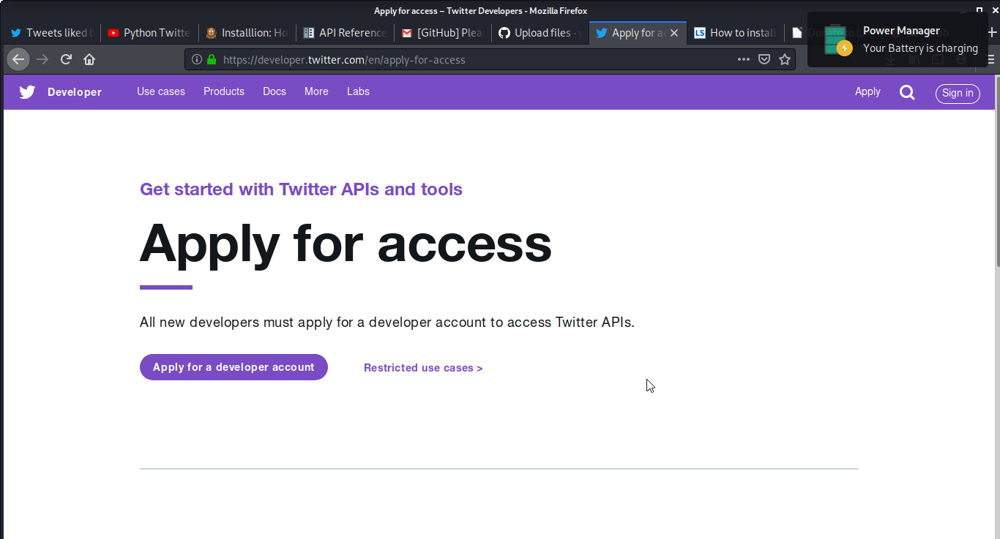 Apply for access – Twitter Developers - Mozilla Firefox
Tweets liked
Python Twitte
Installlion: Ho
API Reference
[GitHub] Plea
Upload files ·
Apply for a
How to install
Power Manager
Your Battery is charging
https://developer.twitter.com/en/apply-for-access
Developer
Use cases
Products
Docs
More
Labs
Apply
Sign in
Get started with Twitter APIs and tools
Apply for access
All new developers must apply for a developer account to access Twitter APIs.
Apply for a developer account
Restricted use cases >